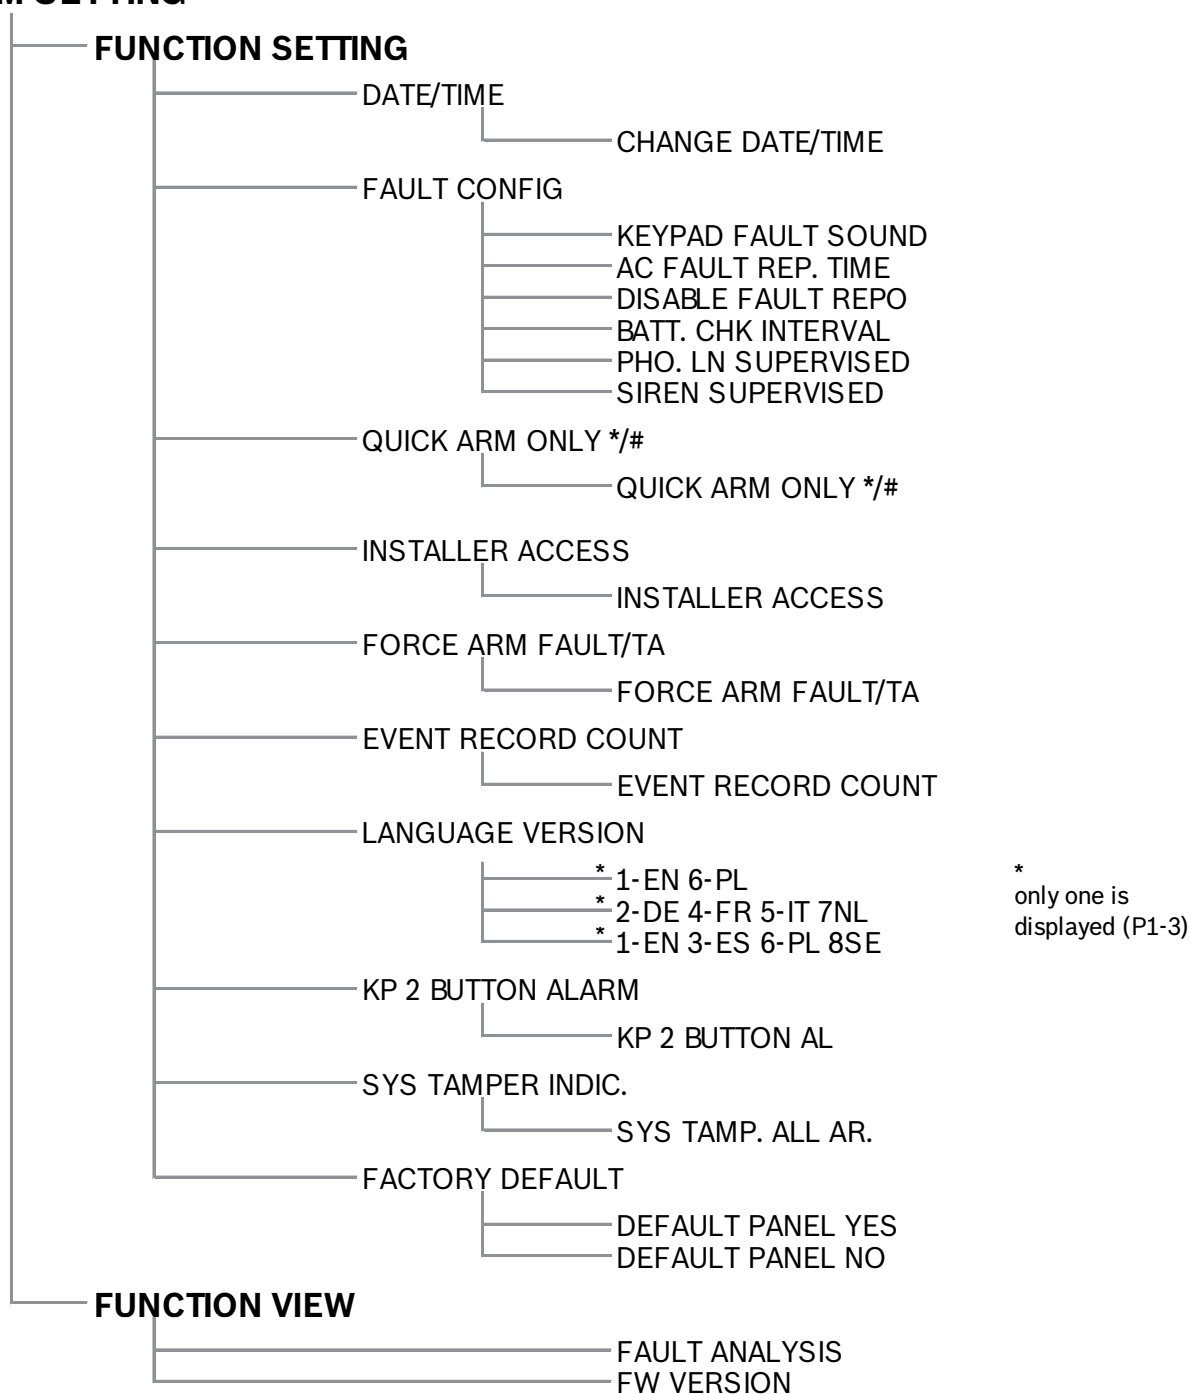 FUNCTION SETTING
DATE/TIME
CHANGE DATE/TIME
FAULT CONFIG
KEYPAD FAULT SOUND
AC FAULT REP. TIME
DISABLE FAULT REPO
BATT. CHK INTERVAL
PHO. LN SUPERVISED
SIREN SUPERVISED
QUICK ARM ONLY */#
QUICK ARM ONLY */#
INSTALLER ACCESS
INSTALLER ACCESS
FORCE ARM FAULT/TA
FORCE ARM FAULT/TA
EVENT RECORD COUNT
EVENT RECORD COUNT
LANGUAGE VERSION
* 1-EN 6-PL
* 2-DE 4-FR 5-IT 7NL
* 1-EN 3-ES 6-PL 8SE
*
only one is
displayed (P1-3)
KP 2 BUTTON ALARM
KP 2 BUTTON AL
SYS TAMPER INDIC.
SYS TAMP. ALL AR.
FACTORY DEFAULT
DEFAULT PANEL YES
DEFAULT PANEL NO
FUNCTION VIEW
FAULT ANALYSIS
FW VERSION